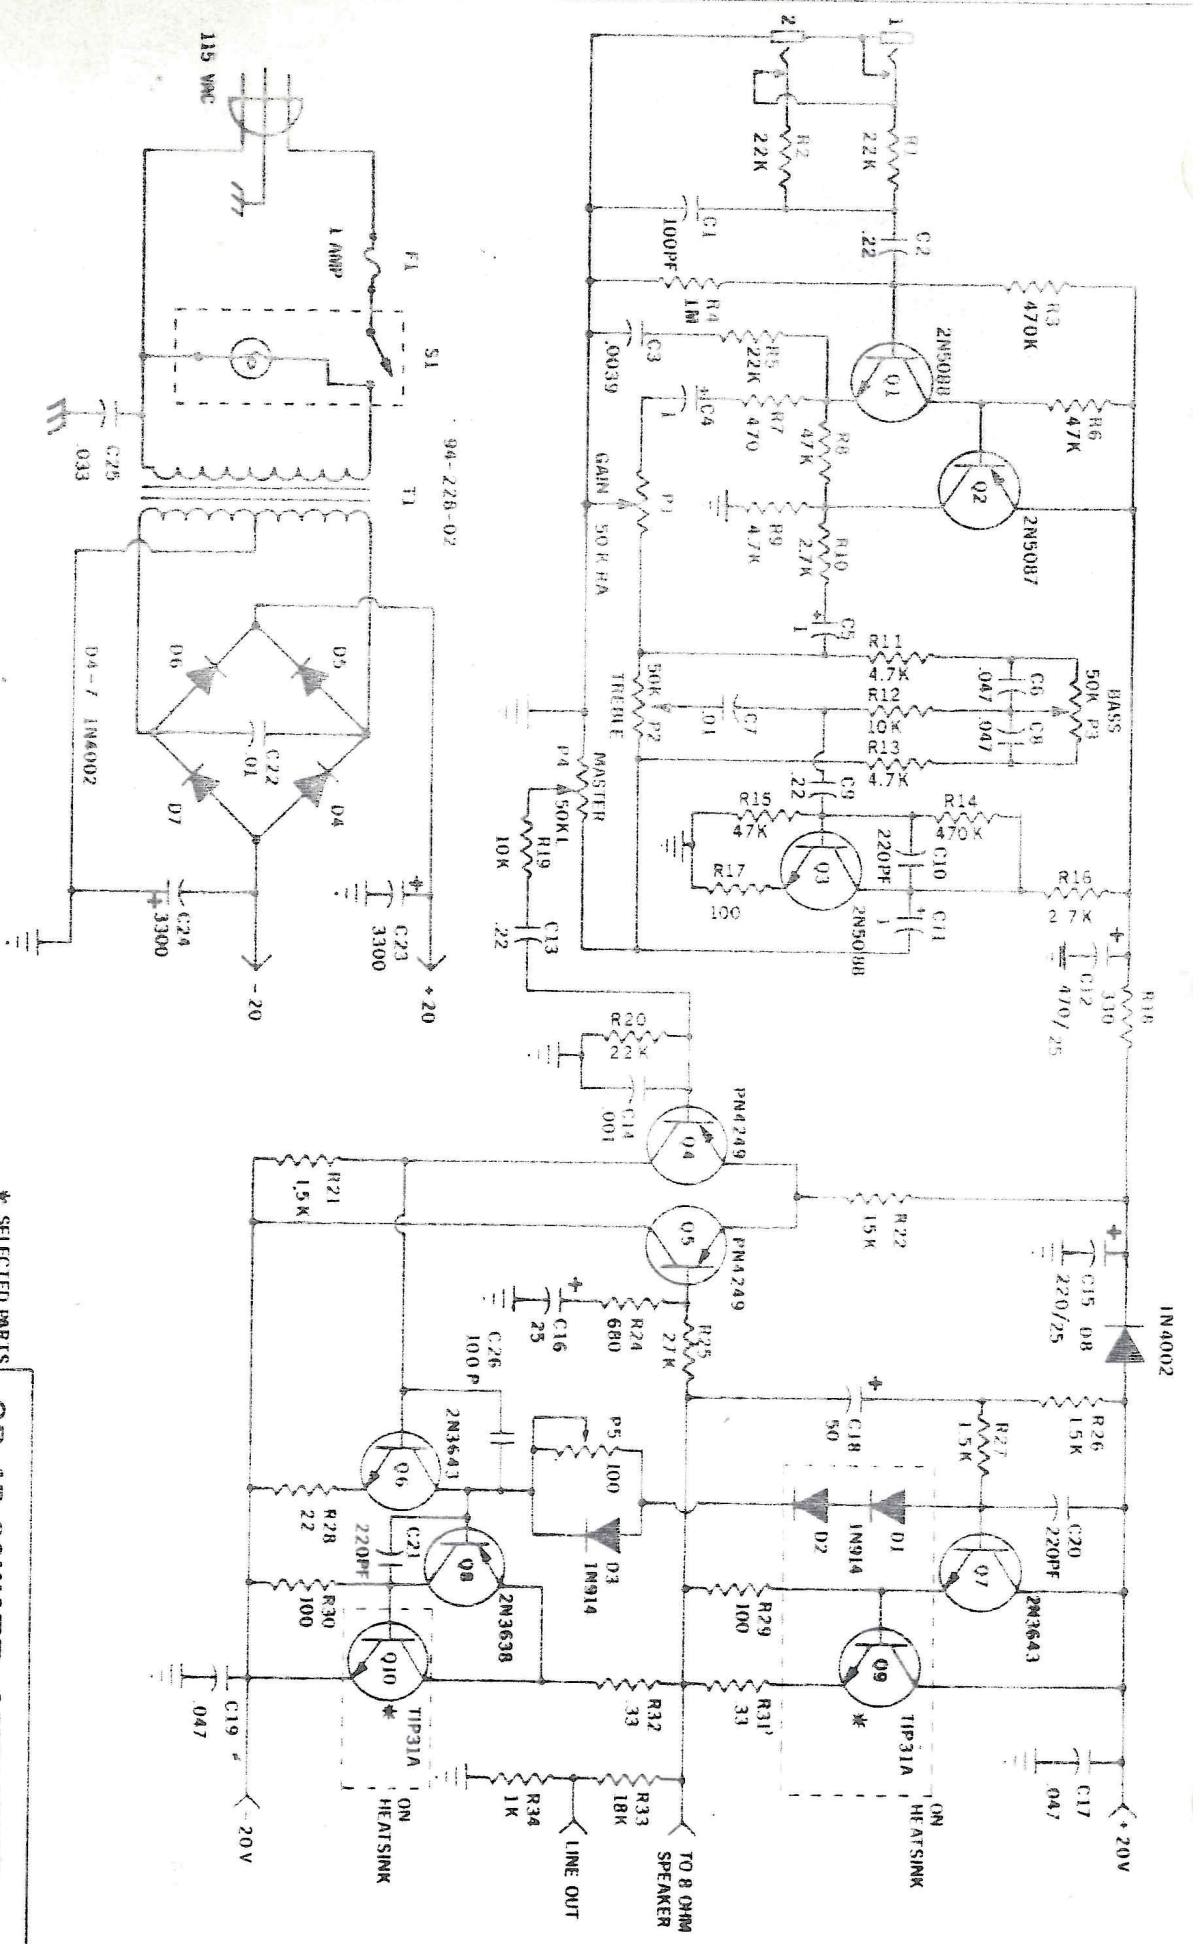 1
2
R1
22K
R2
22K
C1
100PF
C2
.22
R3
470K
R4
1M
2N5088
Q1
R5
22K
C3
.0039
R6
47K
Q2
2N5087
R7
470
C4
1
47K
R9
4.7K
R10
2.7K
C5
1
GAIN
50 K RA
R11
4.7K
R12
10K
R13
4.7K
C6
.047
C8
.047
BASS
50K P3
C7
.01
50K P2
TREBLE
C9
.22
R14
470K
R15
47K
C10
220PF
Q3
2N5088
R17
100
R16
2.7K
C11
1
C12
470/25
R18
330
MASTER
P4
50KL
R19
10K
C13
.22
R20
22K
C14
.001
PN4249
Q4
Q5
PN4249
R21
1.5K
R22
15K
C15
220/25
D8
1N4002
R24
680
C16
25
R25
27K
C26
100P
C18
50
R26
1.5K
R27
1.5K
P5
100
D3
1N914
D1
1N914
D2
C20
220PF
Q7
2N3643
2N3643
Q6
R28
22
C21
220PF
Q8
2N3638
R29
100
R30
100
Q9
*
TIP31A
Q10
*
TIP31A
ON
HEATSINK
ON
HEATSINK
R31
.33
R32
.33
R33
18K
R34
1K
C17
.047
C19
.047
+20V
-20V
TO 8 OHM
SPEAKER
LINE OUT
115 VAC
F1
1 AMP
S1
C25
.033
94-228-02
T1
D4-7 1N4002
D5
D6
D4
D7
C22
.01
C23
3300
C24
3300
+20
-20
* SELECTED PARTS